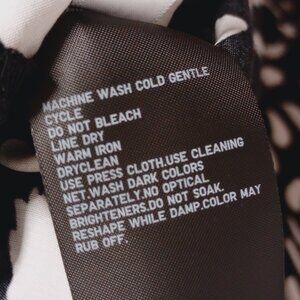 MACHINE WASH COLD GENTLE
CYCLE
DO NOT BLEACH
LINE DRY
WARM IRON
DRYCLEAN
USE PRESS CLOTH.USE CLEANING
NET.WASH DARK COLORS
SEPARATELY.NO OPTICAL
BRIGHTENERS.DO NOT SOAK.
RESHAPE WHILE DAMP.COLOR MAY
RUB OFF.